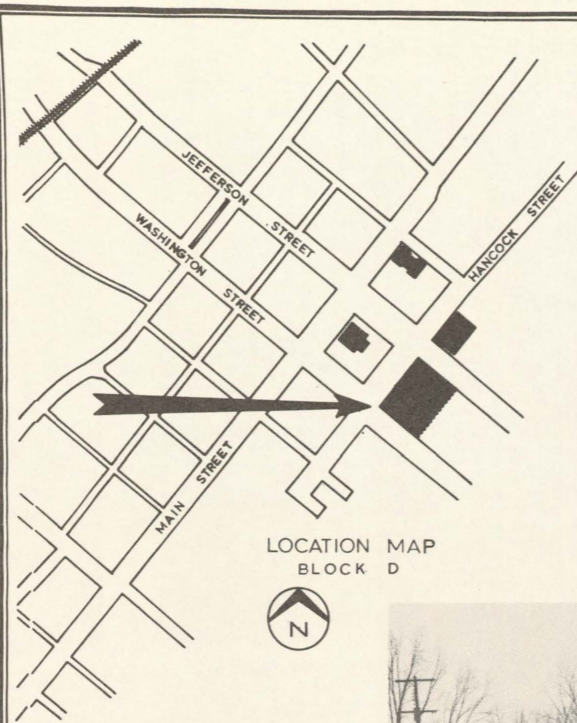 JEFFERSON STREET
WASHINGTON STREET
HANCOCK STREET
MAIN STREET
LOCATION MAP
BLOCK D
N